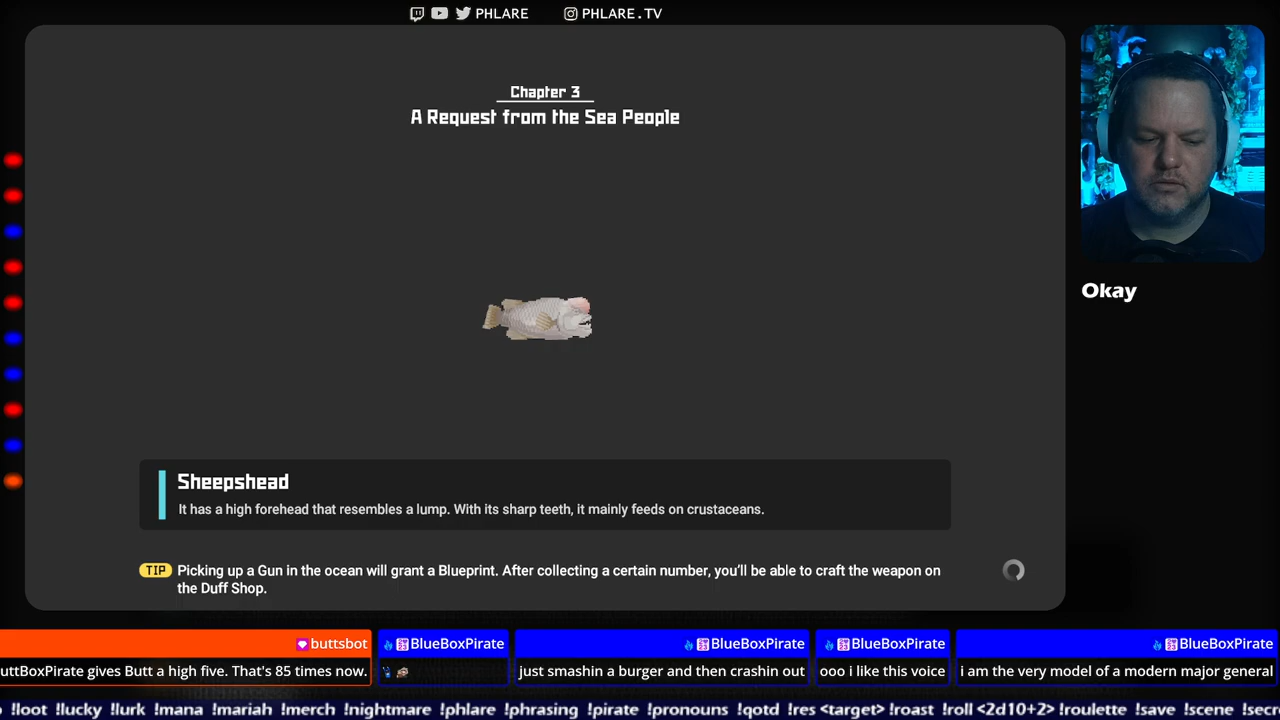 PHLARE PHLARE.TV
Chapter 3
A Request from the Sea People
Okay
Sheepshead
It has a high forehead that resembles a lump. With its sharp teeth, it mainly feeds on crustaceans.
TIP Picking up a Gun in the ocean will grant a Blueprint. After collecting a certain number, you'll be able to craft the weapon on
the Duff Shop.
buttsbot BlueBoxPirate BlueBoxPirate BlueBoxPirate BlueBoxPirate
uttBoxPirate gives Butt a high five. That's 85 times now. just smashin a burger and then crashin out ooo i like this voice i am the very model of a modern major general
!loot !lucky !lurk !mana !mariah !merch !nightmare !phlare !phrasing !pirate !pronouns !qotd !res <target> !roast !roll <2d10+2> !roulette !save !scene !secr